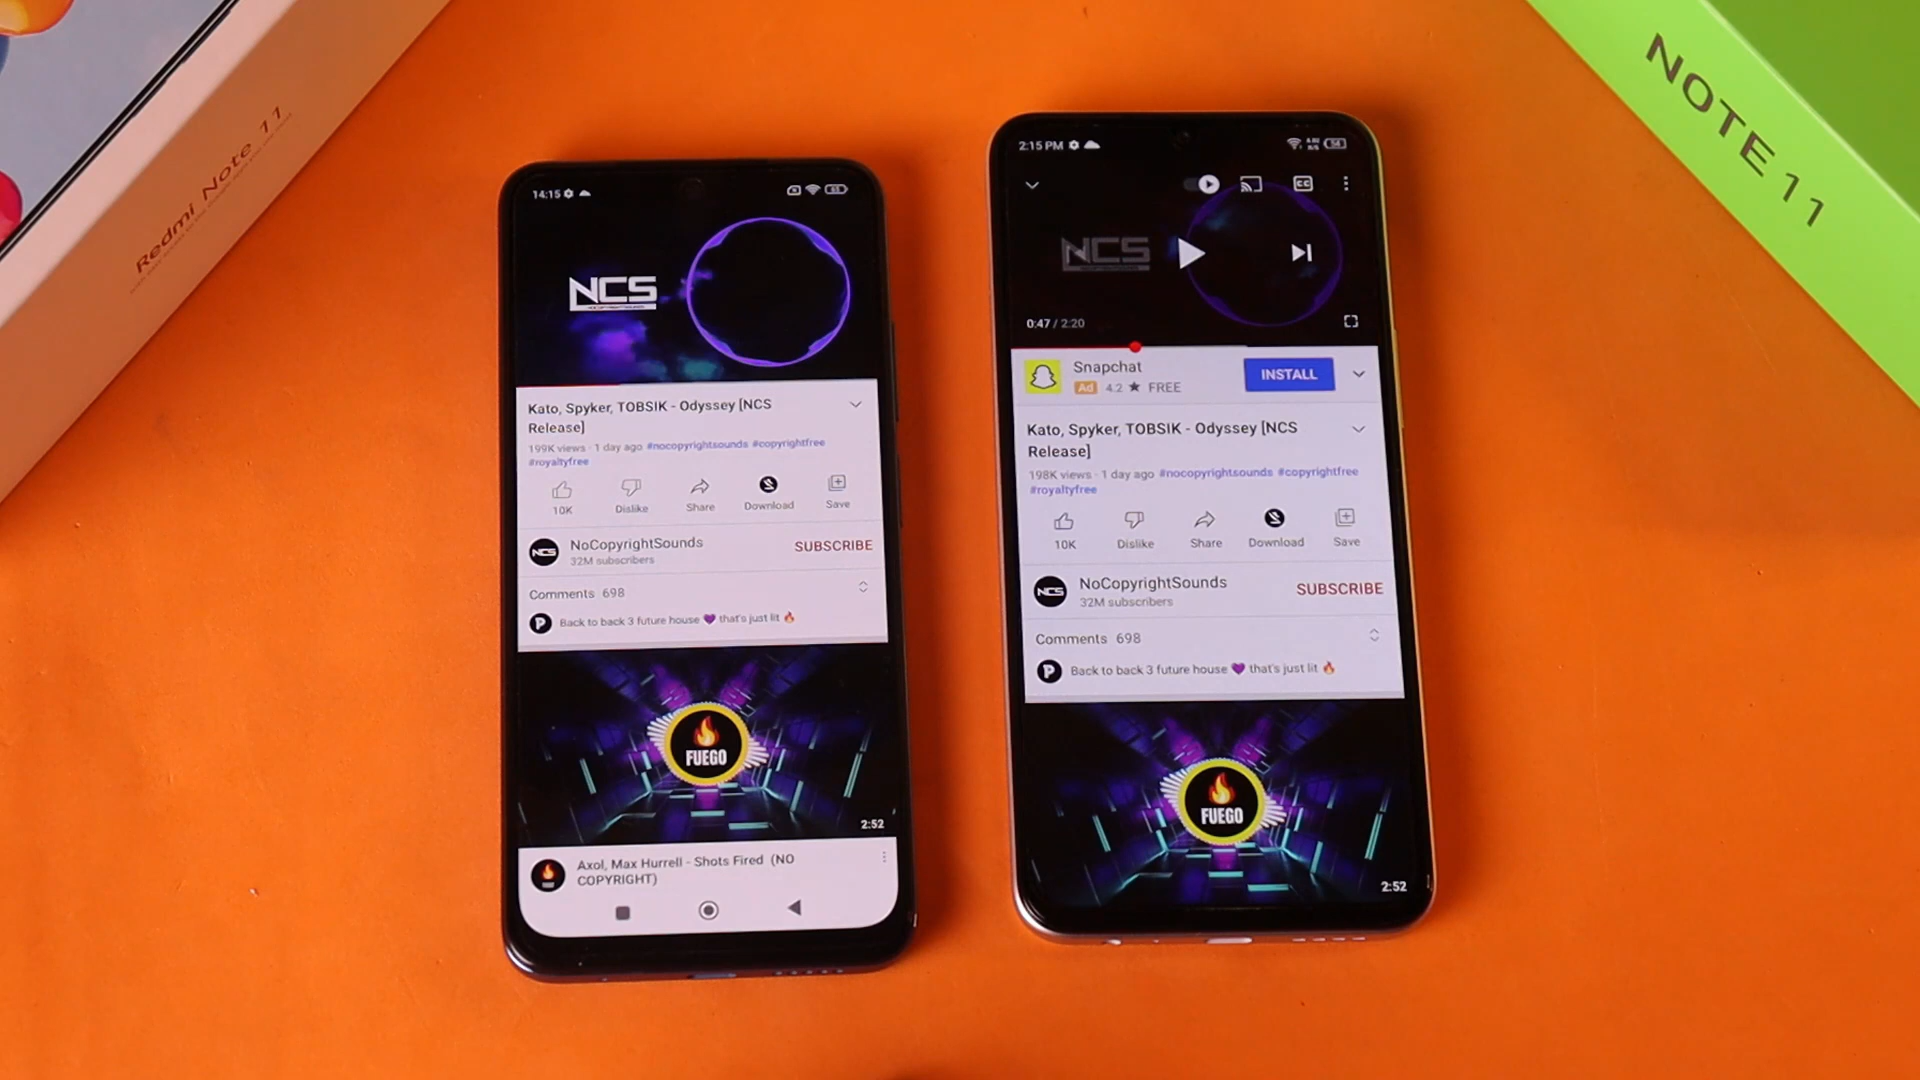 Redmi Note 11
NOTE 11
14:15
63
NCS
NOCOPYRIGHTSOUNDS
Kato, Spyker, TOBSIK - Odyssey [NCS
Release]
199K views · 1 day ago #nocopyrightsounds #copyrightfree
#royaltyfree
10K Dislike Share Download Save
NCS
NoCopyrightSounds
SUBSCRIBE
32M subscribers
Comments 698
P
Back to back 3 future house 💜 that's just lit 🔥
FUEGO
2:52
Axol, Max Hurrell - Shots Fired (NO
COPYRIGHT)
2:15 PM
CC
NCS
0:47 / 2:20
Snapchat
Ad 4.2 ★ FREE
INSTALL
Kato, Spyker, TOBSIK - Odyssey [NCS
Release]
198K views · 1 day ago #nocopyrightsounds #copyrightfree
#royaltyfree
10K Dislike Share Download Save
NCS
NoCopyrightSounds
SUBSCRIBE
32M subscribers
Comments 698
P
Back to back 3 future house 💜 that's just lit 🔥
FUEGO
2:52